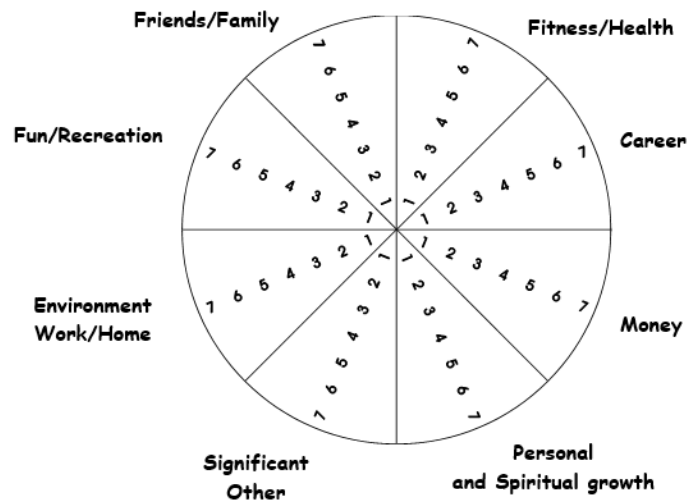 Friends/Family
Fitness/Health
Fun/Recreation
Career
Environment
Work/Home
Money
Significant
Other
Personal
and Spiritual growth
7 6 5 4 3 2 1
1 2 3 4 5 6 7
7 6 5 4 3 2 1
1 2 3 4 5 6 7
7 6 5 4 3 2 1
1 2 3 4 5 6 7
1 2 3 4 5 6 7
1 2 3 4 5 6 7